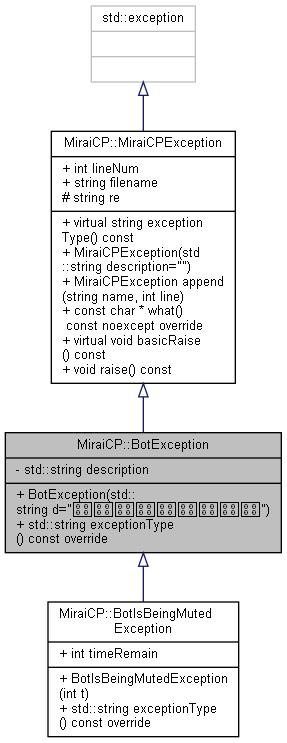 std::exception
MiraiCP::MiraiCPException
+ int lineNum
+ string filename
# string re
+ virtual string exception
Type() const
+ MiraiCPException(std
::string description="")
+ MiraiCPException append
(string name, int line)
+ const char * what()
const noexcept override
+ virtual void basicRaise
() const
+ void raise() const
MiraiCP::BotException
- std::string description
+ BotException(std::
string d="")
+ std::string exceptionType
() const override
MiraiCP::BotIsBeingMuted
Exception
+ int timeRemain
+ BotIsBeingMutedException
(int t)
+ std::string exceptionType
() const override